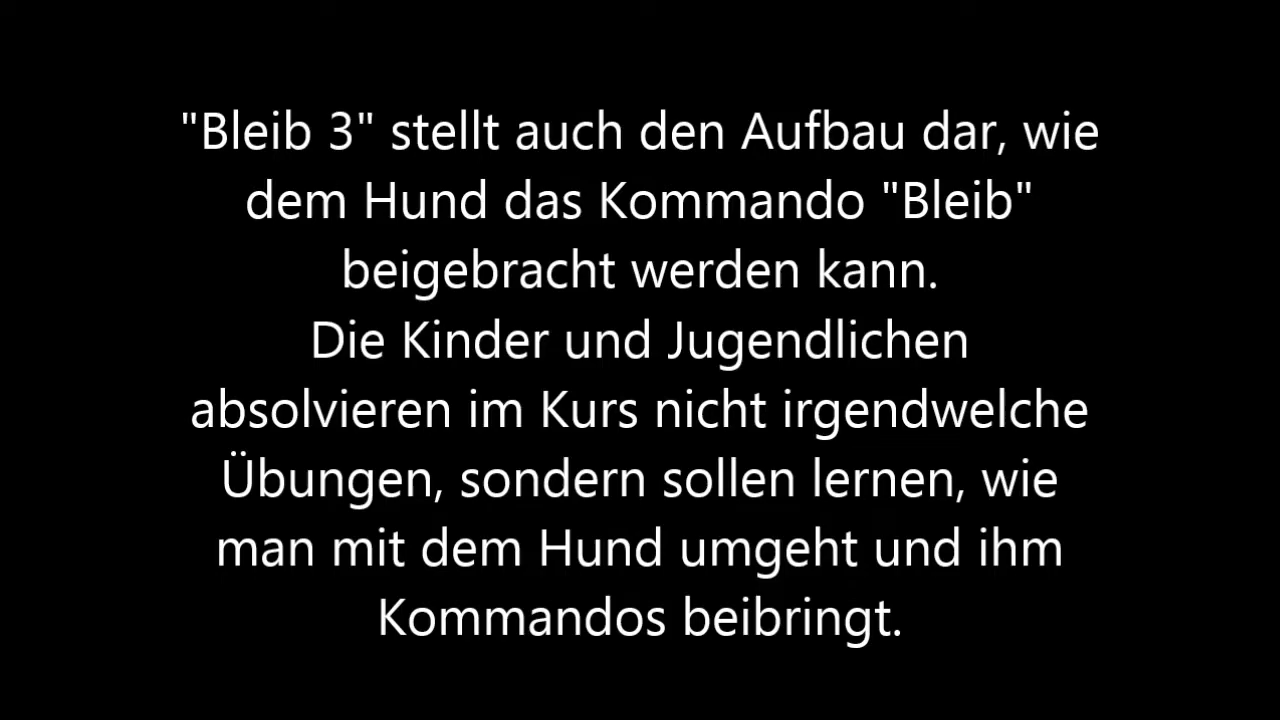 "Bleib 3" stellt auch den Aufbau dar, wie
dem Hund das Kommando "Bleib"
beigebracht werden kann.
Die Kinder und Jugendlichen
absolvieren im Kurs nicht irgendwelche
Übungen, sondern sollen lernen, wie
man mit dem Hund umgeht und ihm
Kommandos beibringt.